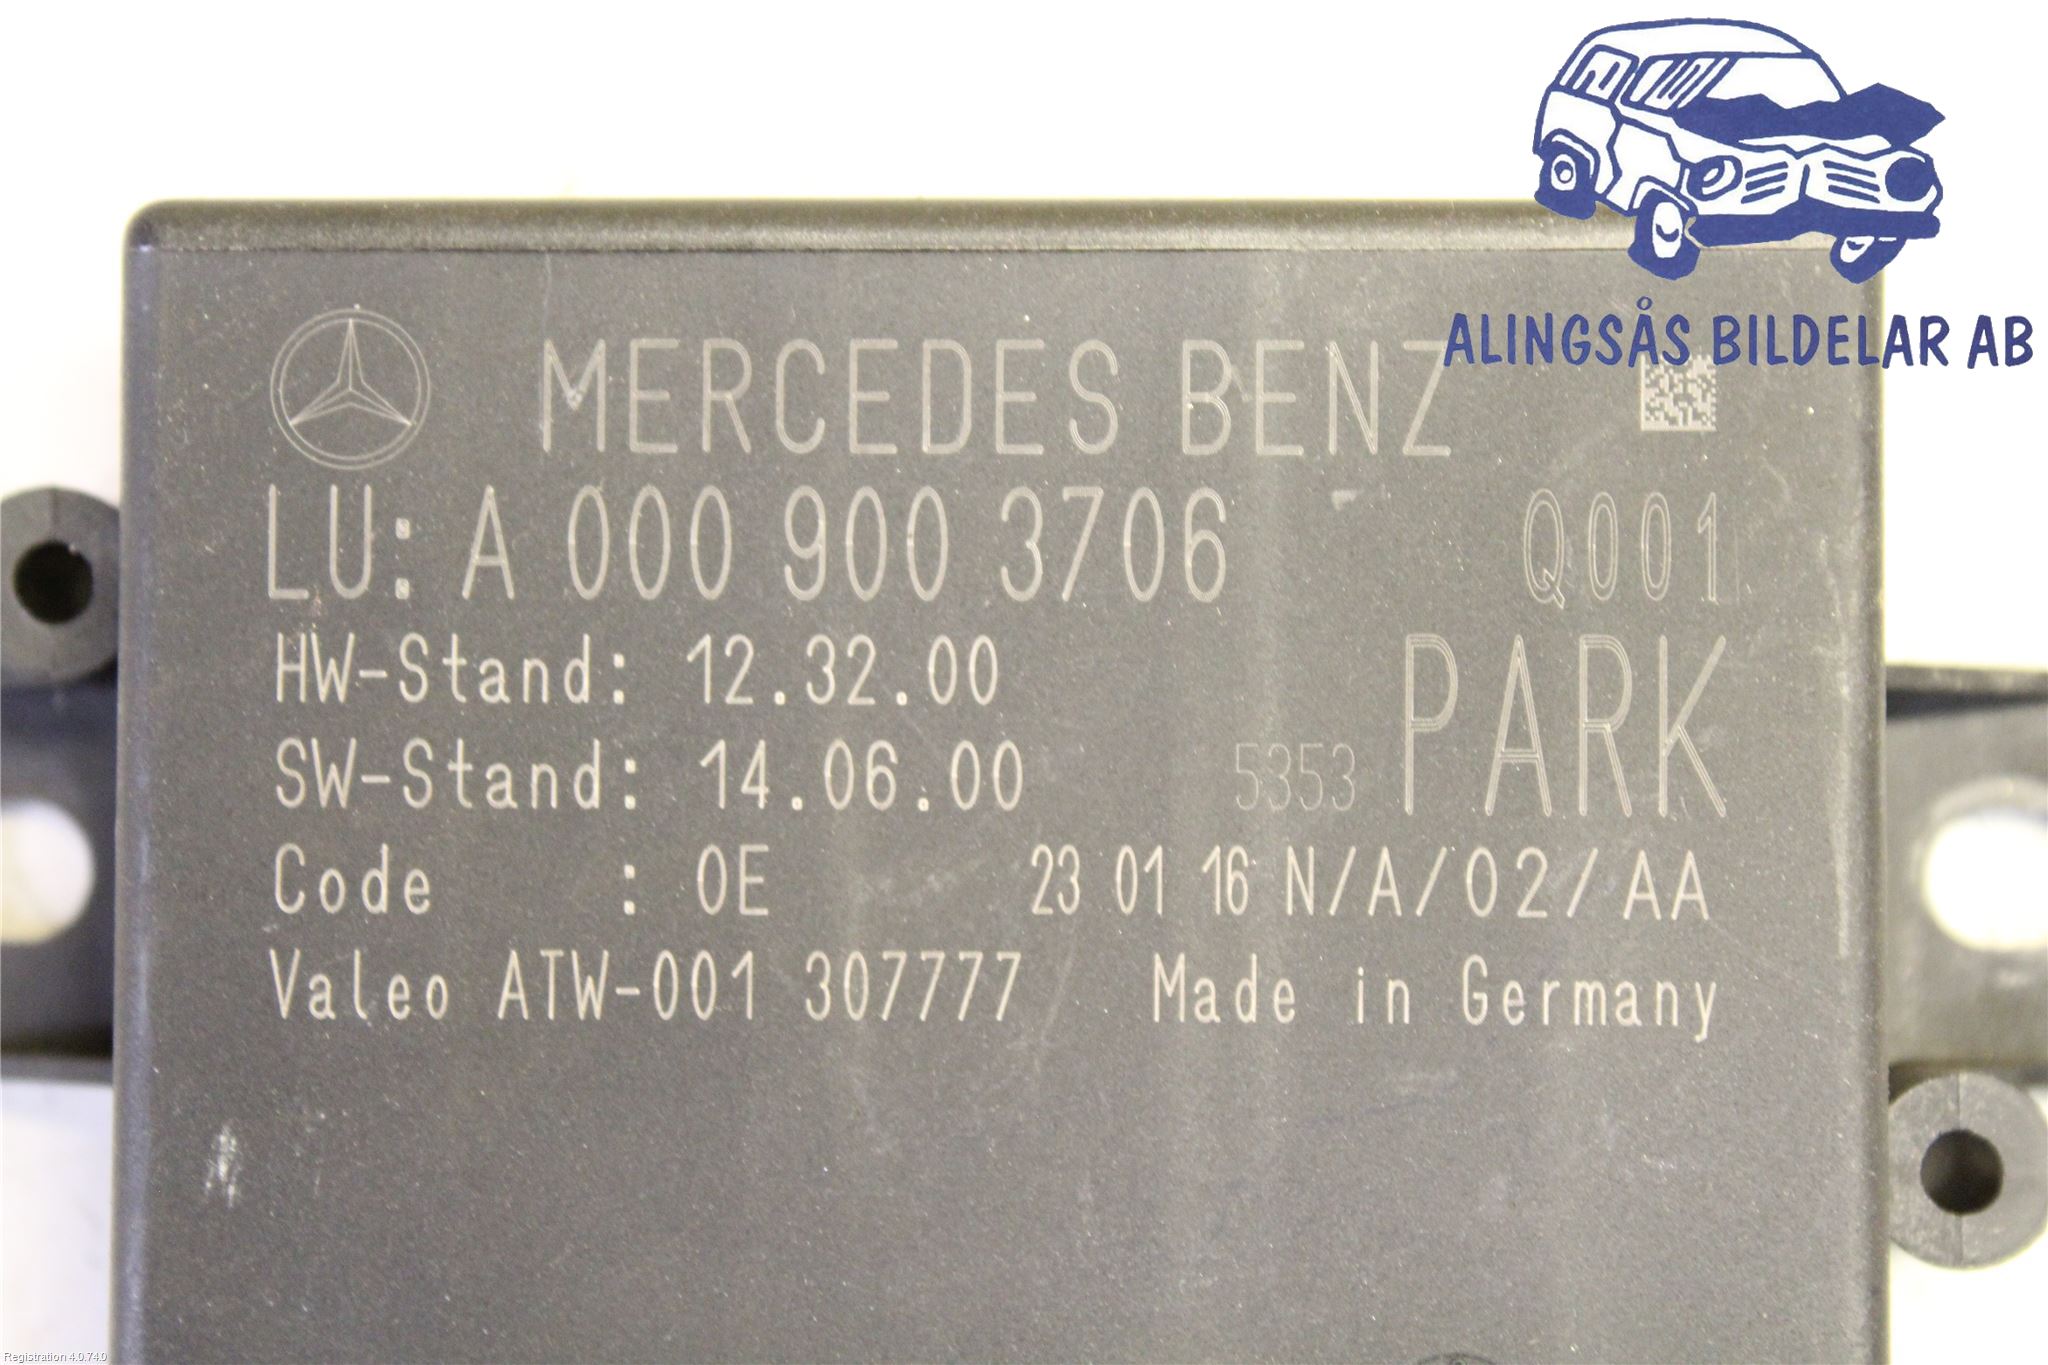 ALINGSÅS BILDELAR AB
MERCEDES BENZ
LU: A 000 900 3706 Q001
HW-Stand: 12.32.00
PARK
SW-Stand: 14.06.00 5353
Code : 0E 23 01 16 N/A/02/AA
Valeo ATW-001 307777 Made in Germany
Registration 4.0.74.0